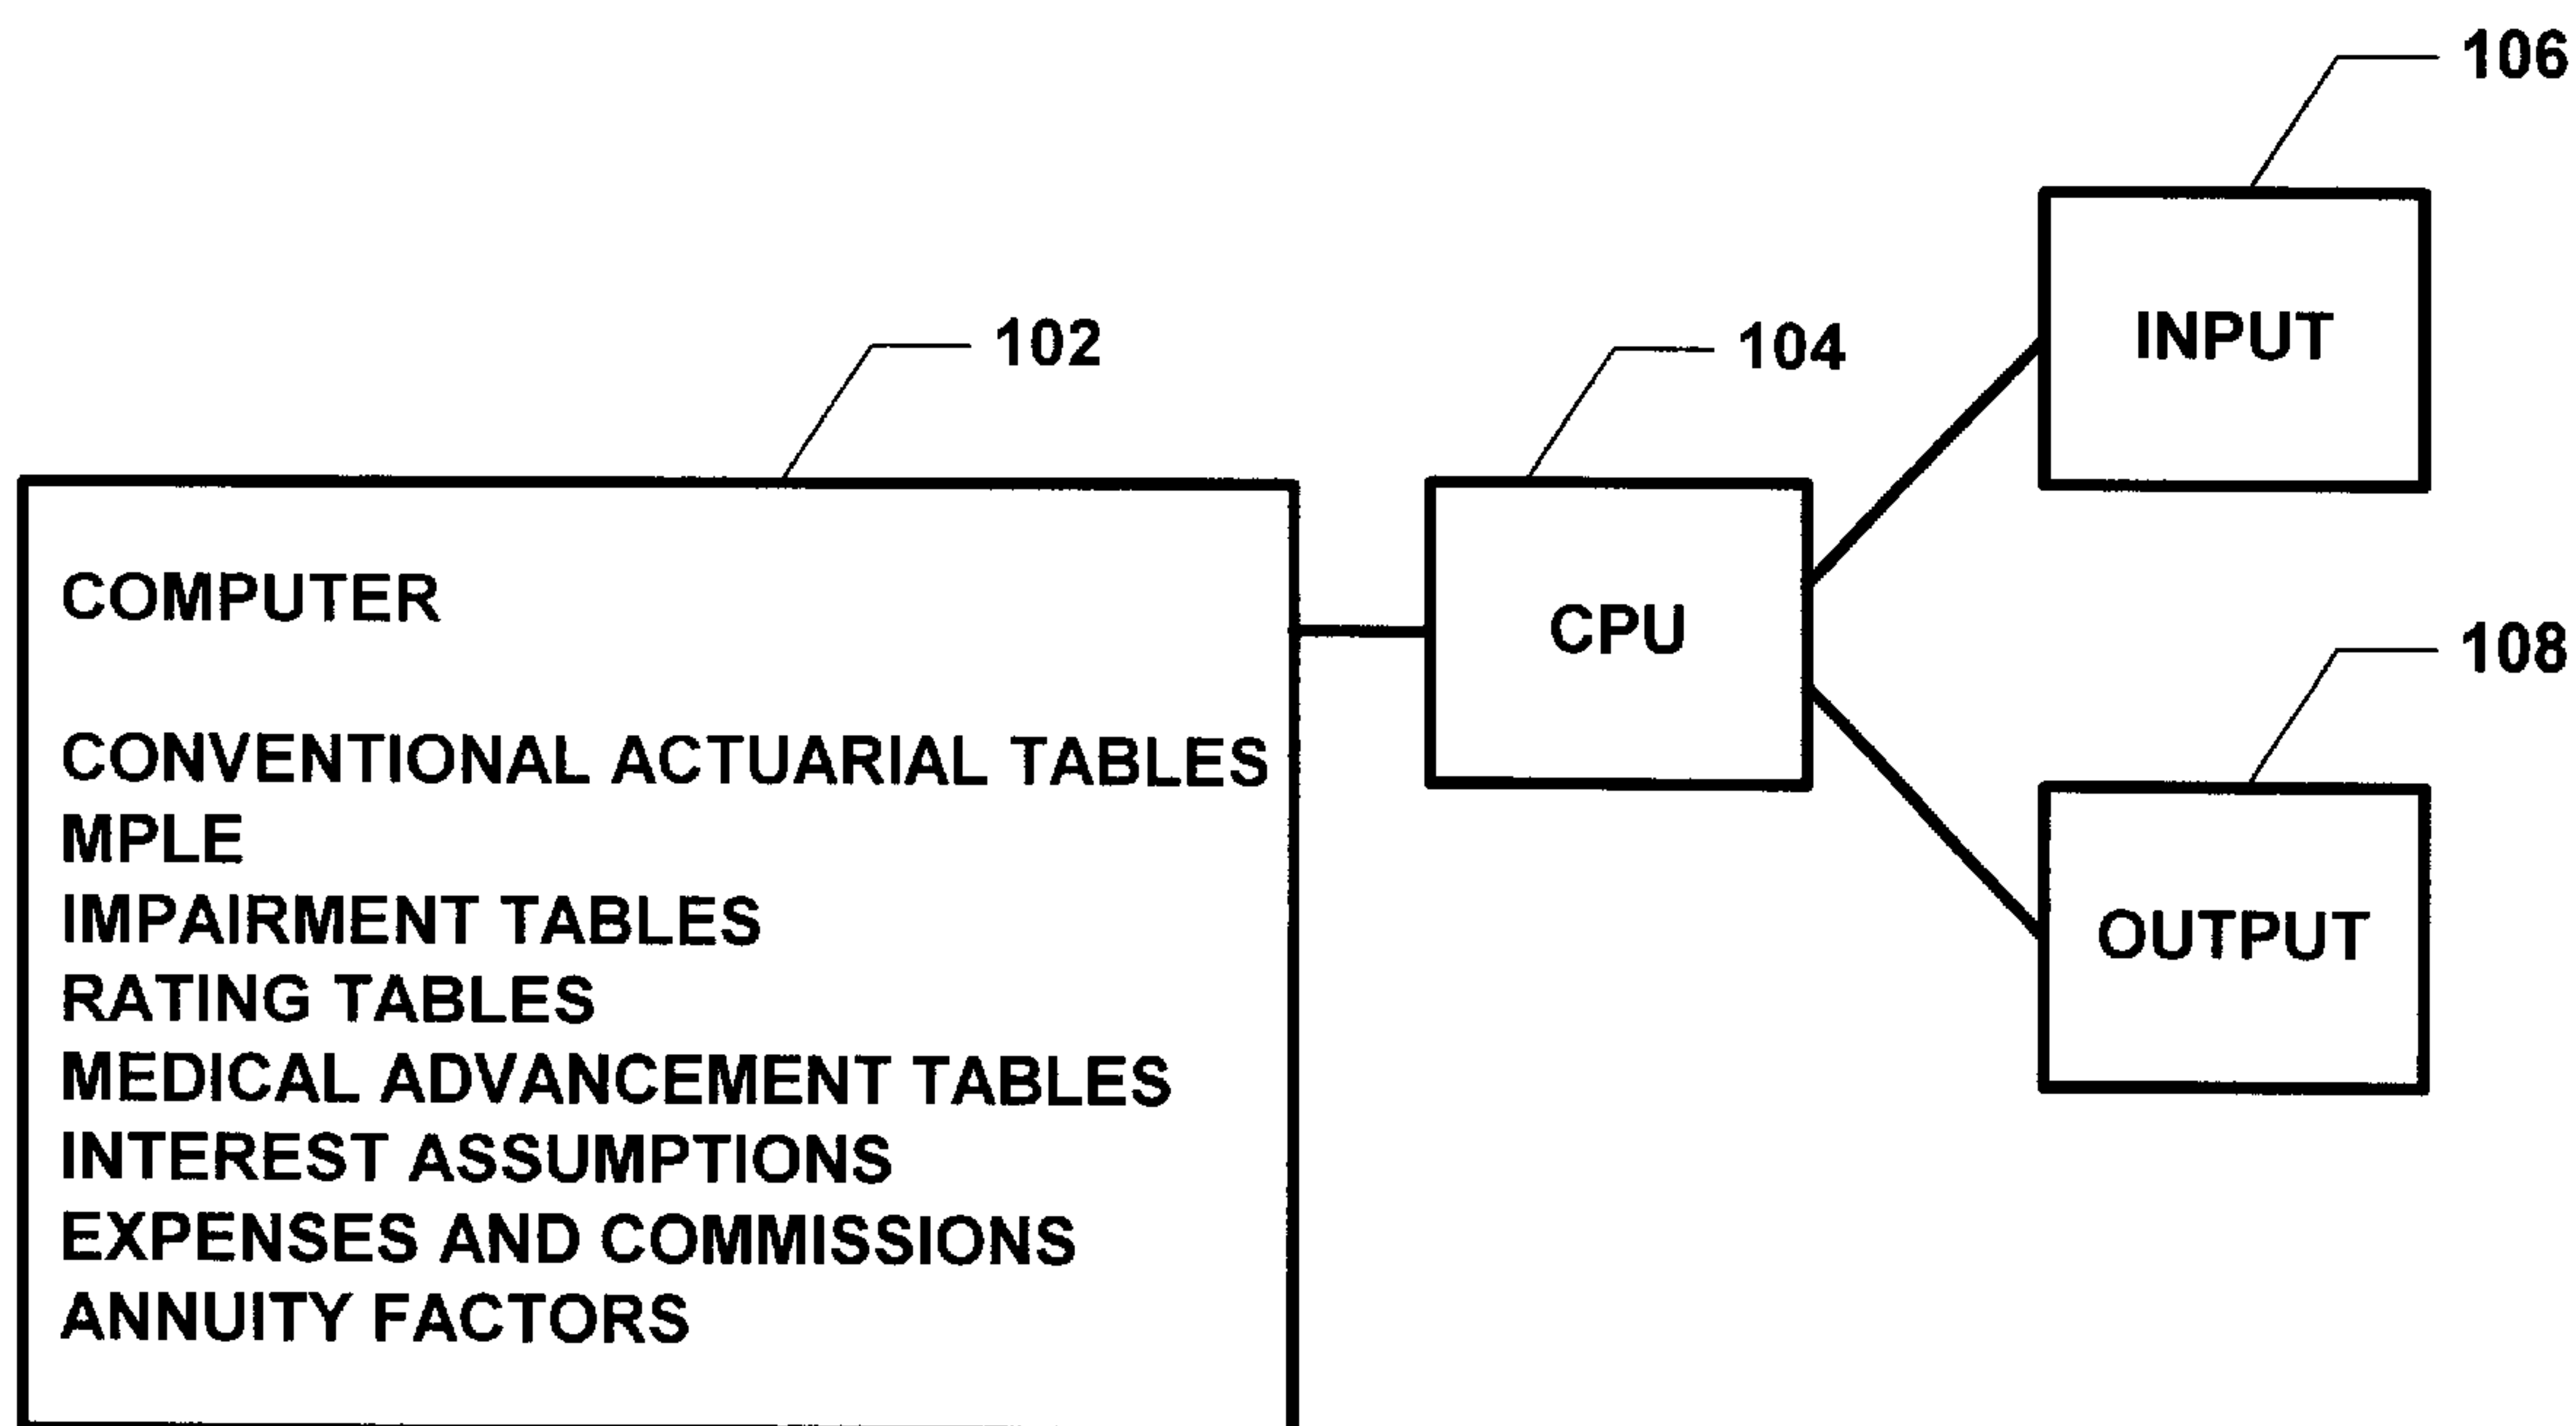 106
INPUT
102
104
COMPUTER
CPU
108
CONVENTIONAL ACTUARIAL TABLES
MPLE
IMPAIRMENT TABLES
RATING TABLES
MEDICAL ADVANCEMENT TABLES
INTEREST ASSUMPTIONS
EXPENSES AND COMMISSIONS
ANNUITY FACTORS
OUTPUT